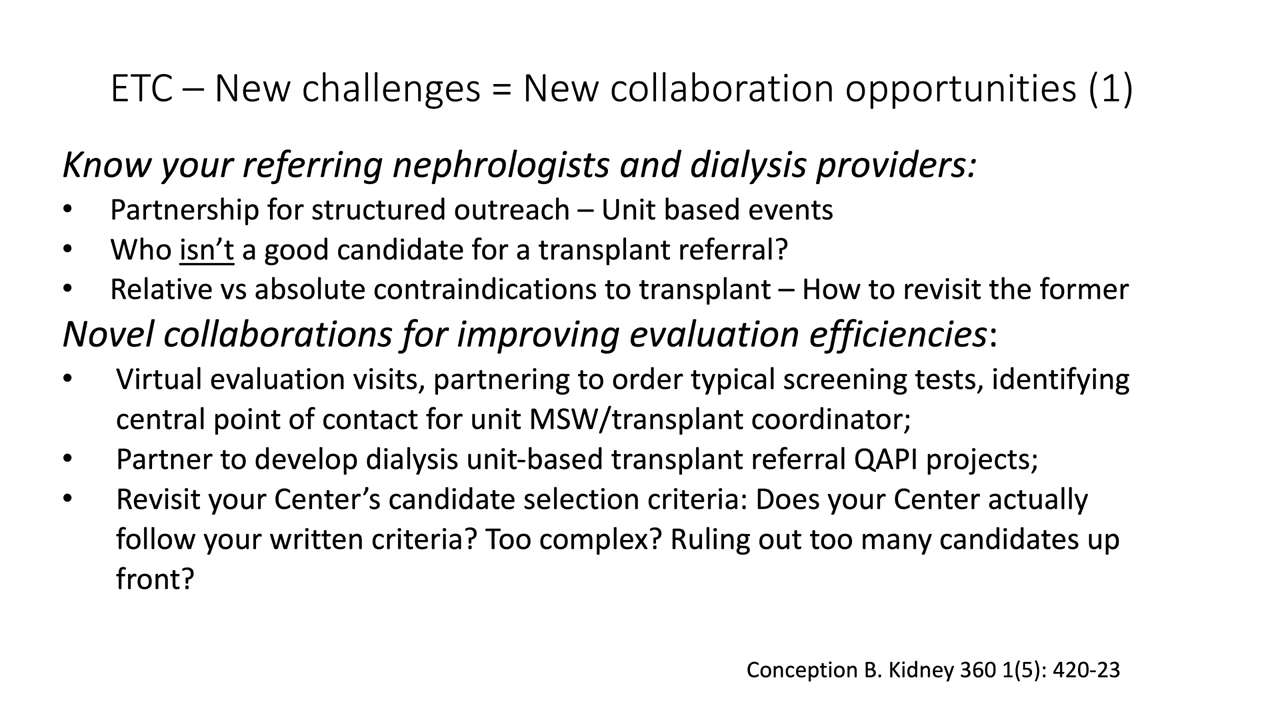 ETC – New challenges = New collaboration opportunities (1)
Know your referring nephrologists and dialysis providers:
• Partnership for structured outreach – Unit based events
• Who isn’t a good candidate for a transplant referral?
• Relative vs absolute contraindications to transplant – How to revisit the former
Novel collaborations for improving evaluation efficiencies:
• Virtual evaluation visits, partnering to order typical screening tests, identifying
central point of contact for unit MSW/transplant coordinator;
• Partner to develop dialysis unit-based transplant referral QAPI projects;
• Revisit your Center’s candidate selection criteria: Does your Center actually
follow your written criteria? Too complex? Ruling out too many candidates up
front?
Conception B. Kidney 360 1(5): 420-23